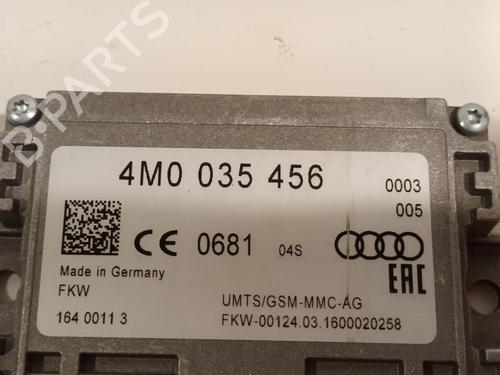 4M0 035 456
0003
005
CE 0681 04S
EAC
Made in Germany
FKW
UMTS/GSM-MMC-AG
164 0011 3
FKW-00124.03.1600020258